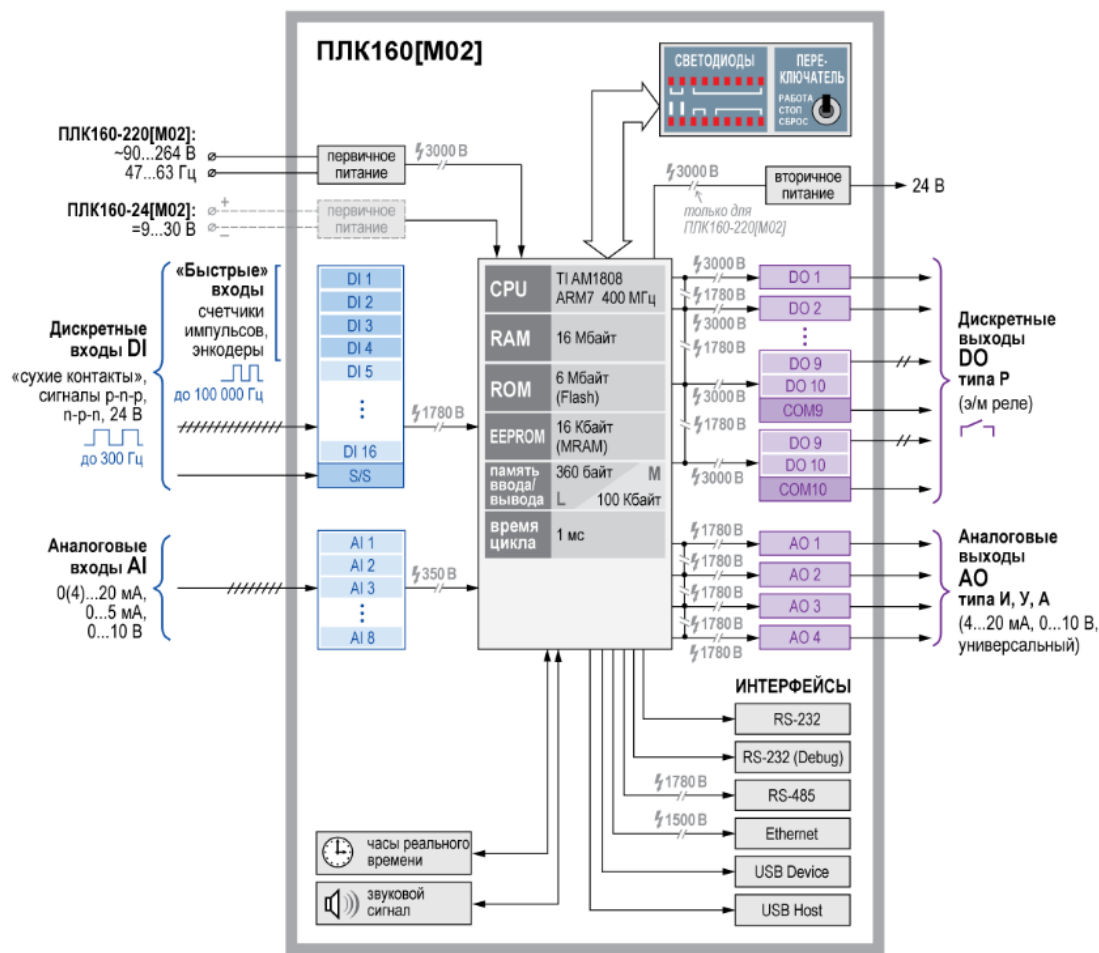 ПЛК160[М02]
СВЕТОДИОДЫ
ПЕРЕ-
КЛЮЧАТЕЛЬ
РАБОТА
СТОП
СБРОС
ПЛК160-220[М02]:
~90...264 В
47...63 Гц
первичное
питание
3000 В
ПЛК160-24[М02]:
=9...30 В
+
–
первичное
питание
3000 В
только для
ПЛК160-220[М02]
вторичное
питание
24 В
Дискретные
входы DI
«сухие контакты»,
сигналы p-n-p,
n-p-n, 24 В
до 300 Гц
«Быстрые»
входы
счетчики
импульсов,
энкодеры
до 100 000 Гц
DI 1
DI 2
DI 3
DI 4
DI 5
DI 16
S/S
1780 В
Аналоговые
входы AI
0(4)...20 мА,
0...5 мА,
0...10 В
AI 1
AI 2
AI 3
AI 8
350 В
CPU
TI AM1808
ARM7 400 МГц
RAM
16 Мбайт
ROM
6 Мбайт
(Flash)
EEPROM
16 Кбайт
(MRAM)
память
ввода/
вывода
360 байт
M
L
100 Кбайт
время
цикла
1 мс
3000 В
1780 В
3000 В
1780 В
3000 В
1780 В
3000 В
DO 1
DO 2
DO 9
DO 10
COM9
DO 9
DO 10
COM10
Дискретные
выходы
DO
типа Р
(э/м реле)
1780 В
1780 В
1780 В
1780 В
1780 В
AO 1
AO 2
AO 3
AO 4
Аналоговые
выходы
AO
типа И, У, А
(4...20 мА, 0...10 В,
универсальный)
ИНТЕРФЕЙСЫ
RS-232
RS-232 (Debug)
1780 В
RS-485
1500 В
Ethernet
USB Device
USB Host
часы реального
времени
звуковой
сигнал